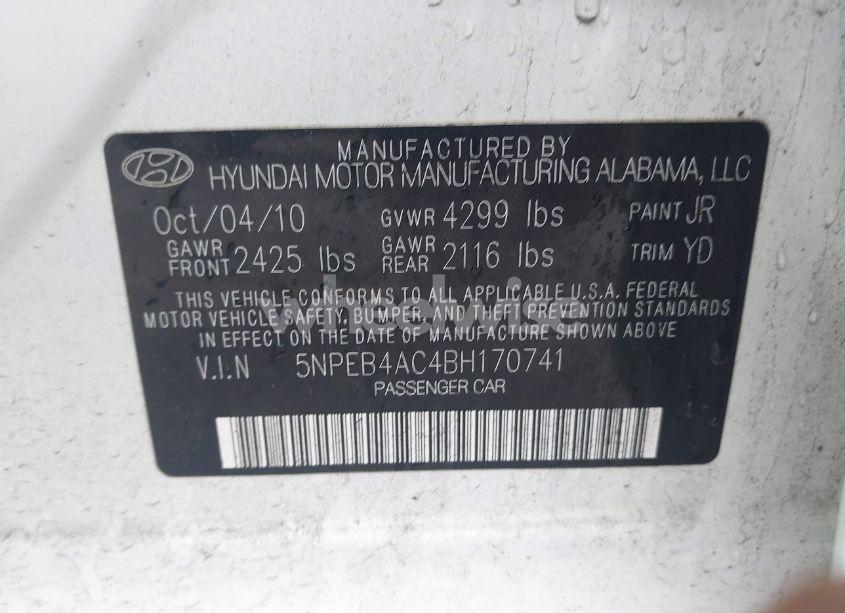 MANUFACTURED BY
HYUNDAI MOTOR MANUFACTURING ALABAMA, LLC
Oct/04/10 GVWR 4299 lbs PAINT JR
GAWR FRONT 2425 lbs GAWR REAR 2116 lbs TRIM YD
THIS VEHICLE CONFORMS TO ALL APPLICABLE U.S.A. FEDERAL
MOTOR VEHICLE SAFETY, BUMPER, AND THEFT PREVENTION STANDARDS
IN EFFECT ON THE DATE OF MANUFACTURE SHOWN ABOVE
V.I.N 5NPEB4AC4BH170741
PASSENGER CAR